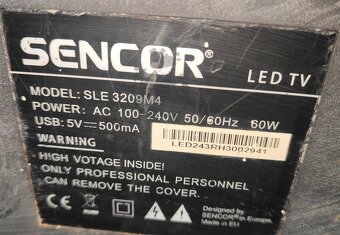 SENCOR
LED TV
MODEL: SLE 3209M4
POWER: AC 100-240V 50/60Hz 60W
USB: 5V⎓500mA
LED243RH3002941
WARNING
HIGH VOTAGE INSIDE!
ONLY PROFESSIONAL PERSONNEL
CAN REMOVE THE COVER.
Designed by
SENCOR® in Europe.
Made in EU